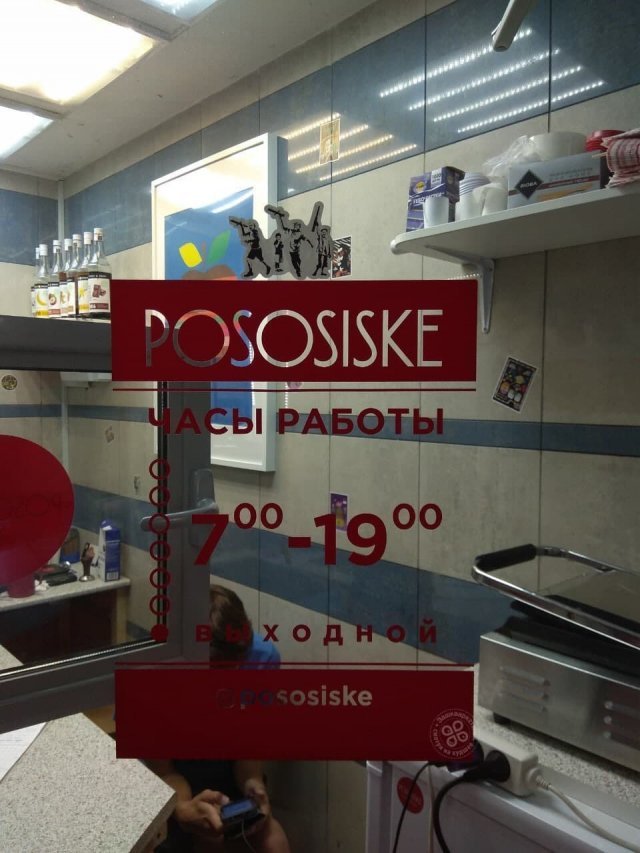 POSOSISKE
ЧАСЫ РАБОТЫ
7⁰⁰-19⁰⁰
ВЫХОДНОЙ
@pososiske